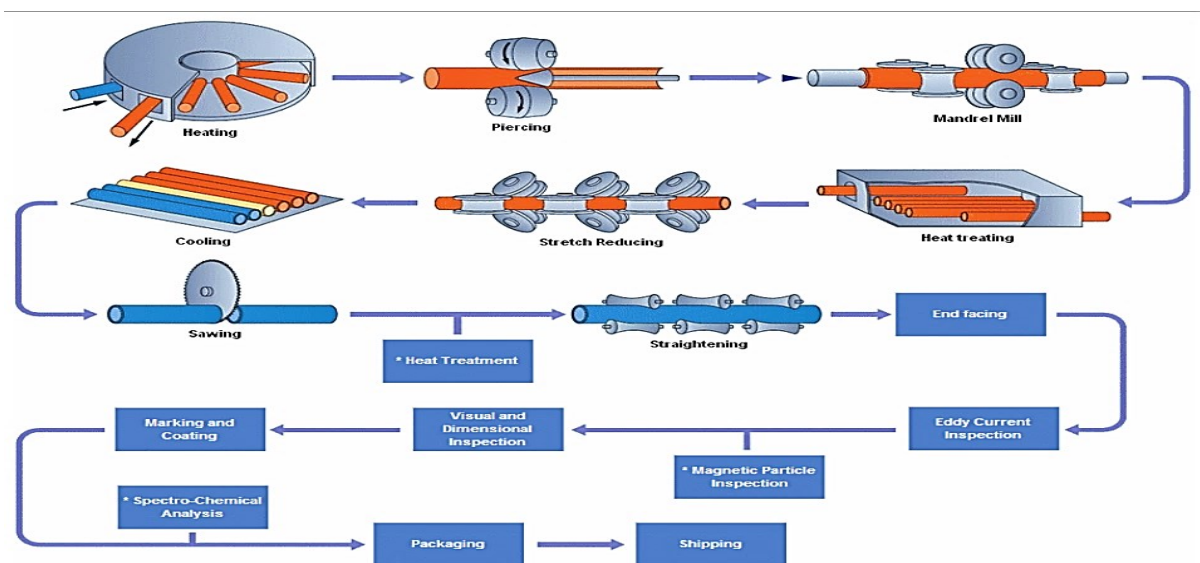 Heating
Piercing
Mandrel Mill
Cooling
Stretch Reducing
Heat treating
Sawing
* Heat Treatment
Straightening
End facing
Marking and
Coating
Visual and
Dimensional
Inspection
Eddy Current
Inspection
* Magnetic Particle
Inspection
* Spectro-Chemical
Analysis
Packaging
Shipping